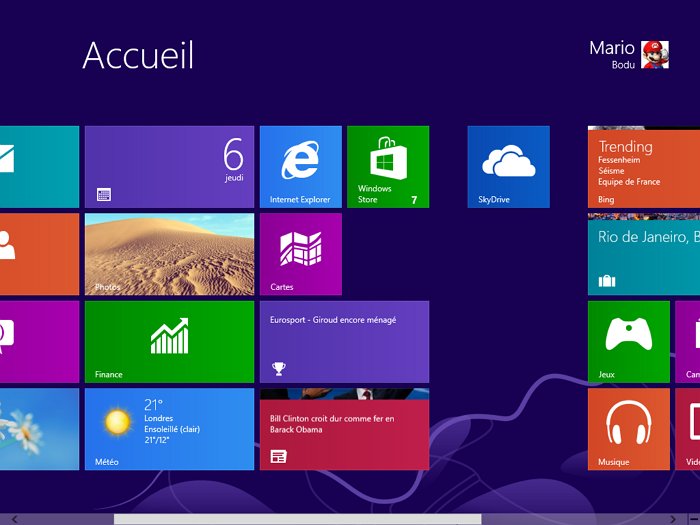 Accueil
Mario
Bodu
6
jeudi
Internet Explorer
Windows
Store
7
SkyDrive
Trending
Fessenheim
Séisme
Equipe de France
Bing
Photos
Cartes
Rio de Janeiro, B
Finance
Eurosport - Giroud encore ménagé
Jeux
Cam
21°
Londres
Ensoleillé (clair)
21°/12°
Météo
Bill Clinton croit dur comme fer en
Barack Obama
Musique
Vidé